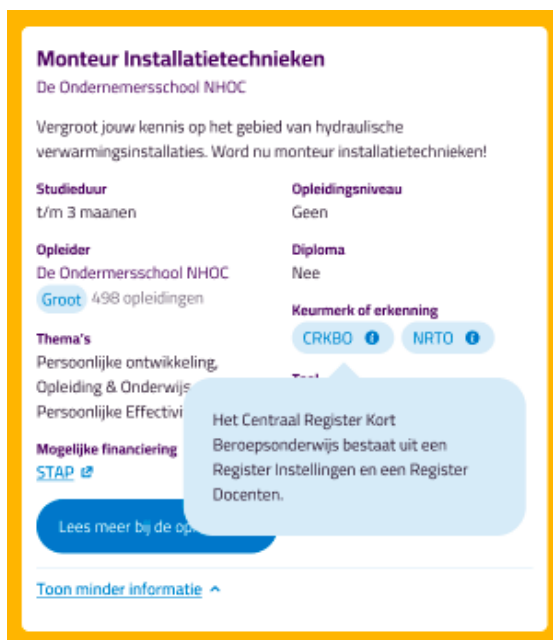 Monteur Installatietechnieken
De Ondernemersschool NHOC
Vergroot jouw kennis op het gebied van hydraulische
verwarmingsinstallaties. Word nu monteur installatietechnieken!
Studieduur
t/m 3 maanen
Opleider
De Ondermersschool NHOC
Groot 498 opleidingen
Thema's
Persoonlijke ontwikkeling,
Opleiding & Onderwijs
Persoonlijke
Mogelijke financiering
STAP
Opleidingsniveau
Geen
Diploma
Nee
Keurmerk of erkenning
CRKBO NRTO
Het Centraal Register Kort
Beroepsonderwijs bestaat uit een
Register Instellingen en een Register
Docenten.
Lees meer bij de
Toon minder informatie